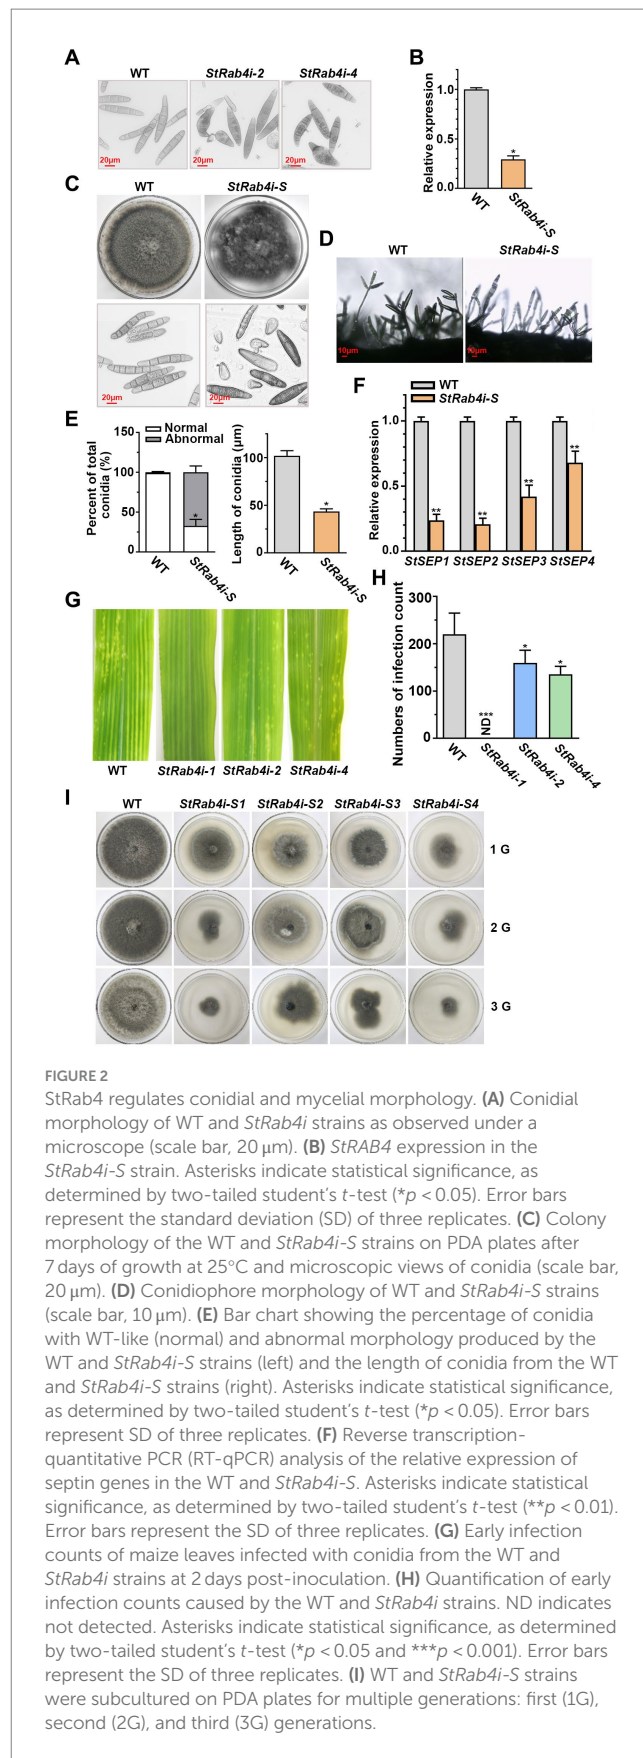 A
WT
StRab4i-2
StRab4i-4
20μm
20μm
20μm
B
Relative expression
1.0
0.5
0.0
*
WT
StRab4i-S
C
WT
StRab4i-S
20μm
20μm
D
WT
StRab4i-S
10μm
10μm
E
Normal
Abnormal
Percent of total
conidia (%)
150
100
50
0
*
WT
StRab4i-S
Length of conidia (μm)
100
50
0
*
WT
StRab4i-S
F
WT
StRab4i-S
Relative expression
1.0
0.5
0.0
**
**
**
**
StSEP1
StSEP2
StSEP3
StSEP4
G
WT
StRab4i-1
StRab4i-2
StRab4i-4
H
Numbers of infection count
300
200
100
0
***
ND
*
*
WT
StRab4i-1
StRab4i-2
StRab4i-4
I
WT
StRab4i-S1
StRab4i-S2
StRab4i-S3
StRab4i-S4
1 G
2 G
3 G
FIGURE 2
StRab4 regulates conidial and mycelial morphology. (A) Conidial
morphology of WT and StRab4i strains as observed under a
microscope (scale bar, 20 μm). (B) StRAB4 expression in the
StRab4i-S strain. Asterisks indicate statistical significance, as
determined by two-tailed student's t-test (*p < 0.05). Error bars
represent the standard deviation (SD) of three replicates. (C) Colony
morphology of the WT and StRab4i-S strains on PDA plates after
7 days of growth at 25°C and microscopic views of conidia (scale bar,
20 μm). (D) Conidiophore morphology of WT and StRab4i-S strains
(scale bar, 10 μm). (E) Bar chart showing the percentage of conidia
with WT-like (normal) and abnormal morphology produced by the
WT and StRab4i-S strains (left) and the length of conidia from the WT
and StRab4i-S strains (right). Asterisks indicate statistical significance,
as determined by two-tailed student's t-test (*p < 0.05). Error bars
represent SD of three replicates. (F) Reverse transcription-
quantitative PCR (RT-qPCR) analysis of the relative expression of
septin genes in the WT and StRab4i-S. Asterisks indicate statistical
significance, as determined by two-tailed student's t-test (**p < 0.01).
Error bars represent the SD of three replicates. (G) Early infection
counts of maize leaves infected with conidia from the WT and
StRab4i strains at 2 days post-inoculation. (H) Quantification of early
infection counts caused by the WT and StRab4i strains. ND indicates
not detected. Asterisks indicate statistical significance, as determined
by two-tailed student's t-test (*p < 0.05 and ***p < 0.001). Error bars
represent the SD of three replicates. (I) WT and StRab4i-S strains
were subcultured on PDA plates for multiple generations: first (1G),
second (2G), and third (3G) generations.